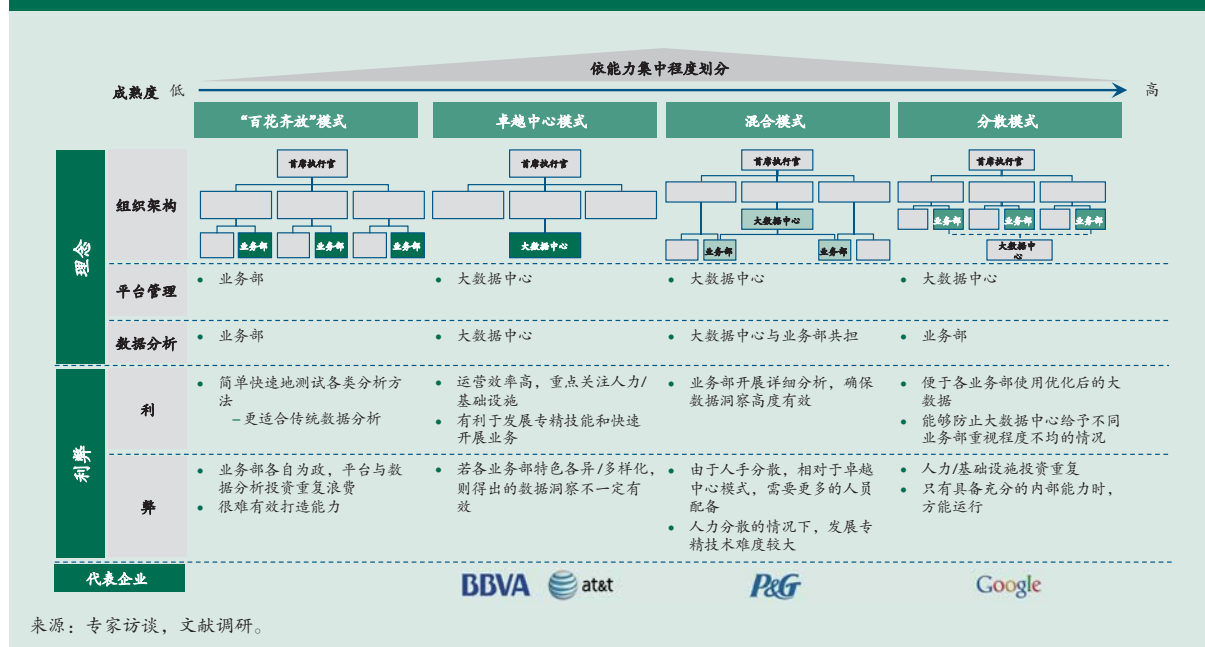 依能力集中程度划分
成熟度 低
高
“百花齐放”模式
卓越中心模式
混合模式
分散模式
理念
组织架构
首席执行官
业务部
业务部
业务部
首席执行官
大数据中心
首席执行官
大数据中心
业务部
业务部
首席执行官
业务部
业务部
业务部
大数据中
心
平台管理
• 业务部
• 大数据中心
• 大数据中心
• 大数据中心
数据分析
• 业务部
• 大数据中心
• 大数据中心与业务部共担
• 业务部
利弊
利
• 简单快速地测试各类分析方
法
–更适合传统数据分析
• 运营效率高，重点关注人力/
基础设施
• 有利于发展专精技能和快速
开展业务
• 业务部开展详细分析，确保
数据洞察高度有效
• 便于各业务部使用优化后的大
数据
• 能够防止大数据中心给予不同
业务部重视程度不均的情况
弊
• 业务部各自为政，平台与数
据分析投资重复浪费
• 很难有效打造能力
• 若各业务部特色各异/多样化，
则得出的数据洞察不一定有
效
• 由于人手分散，相对于卓越
中心模式，需要更多的人员
配备
• 人力分散的情况下，发展专
精技术难度较大
• 人力/基础设施投资重复
• 只有具备充分的内部能力时，
方能运行
代表企业
BBVA
at&t
P&G
Google
来源：专家访谈，文献调研。